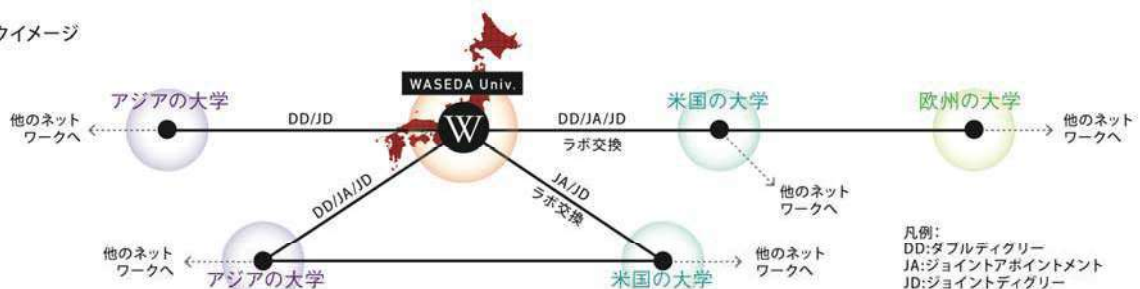 クイメージ
WASEDA Univ.
W
アジアの大学
米国の大学
欧州の大学
他のネット
ワークへ
DD/JD
DD/JA/JD
ラボ交換
他のネット
ワークへ
他のネット
ワークへ
DD/JA/JD
JA/JD
ラボ交換
他のネット
ワークへ
アジアの大学
米国の大学
他のネット
ワークへ
凡例:
DD:ダブルディグリー
JA:ジョイントアポイントメント
JD:ジョイントディグリー